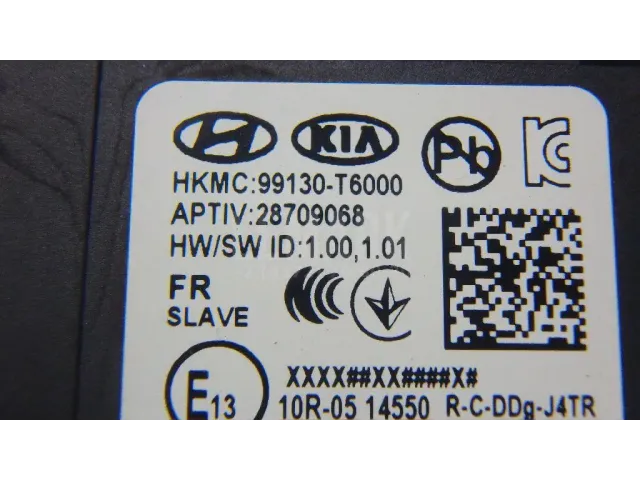 KIA Pb
HKMC:99130-T6000
APTIV:28709068
HW/SW ID:1.00,1.01
FR
SLAVE
E13
XXXX##XX####X#
10R-05 14550 R-C-DDg-J4TR